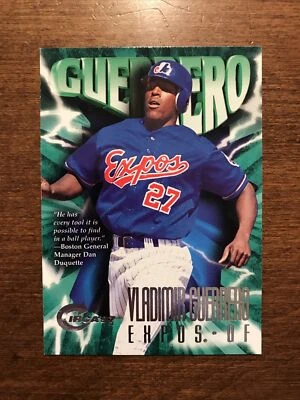 GUERRERO
Expos
27
"He has
every tool it is
possible to find
in a ball player."
—Boston General
Manager Dan
Duquette
CIRCA 97
VLADIMIR GUERRERO
EXPOS • OF